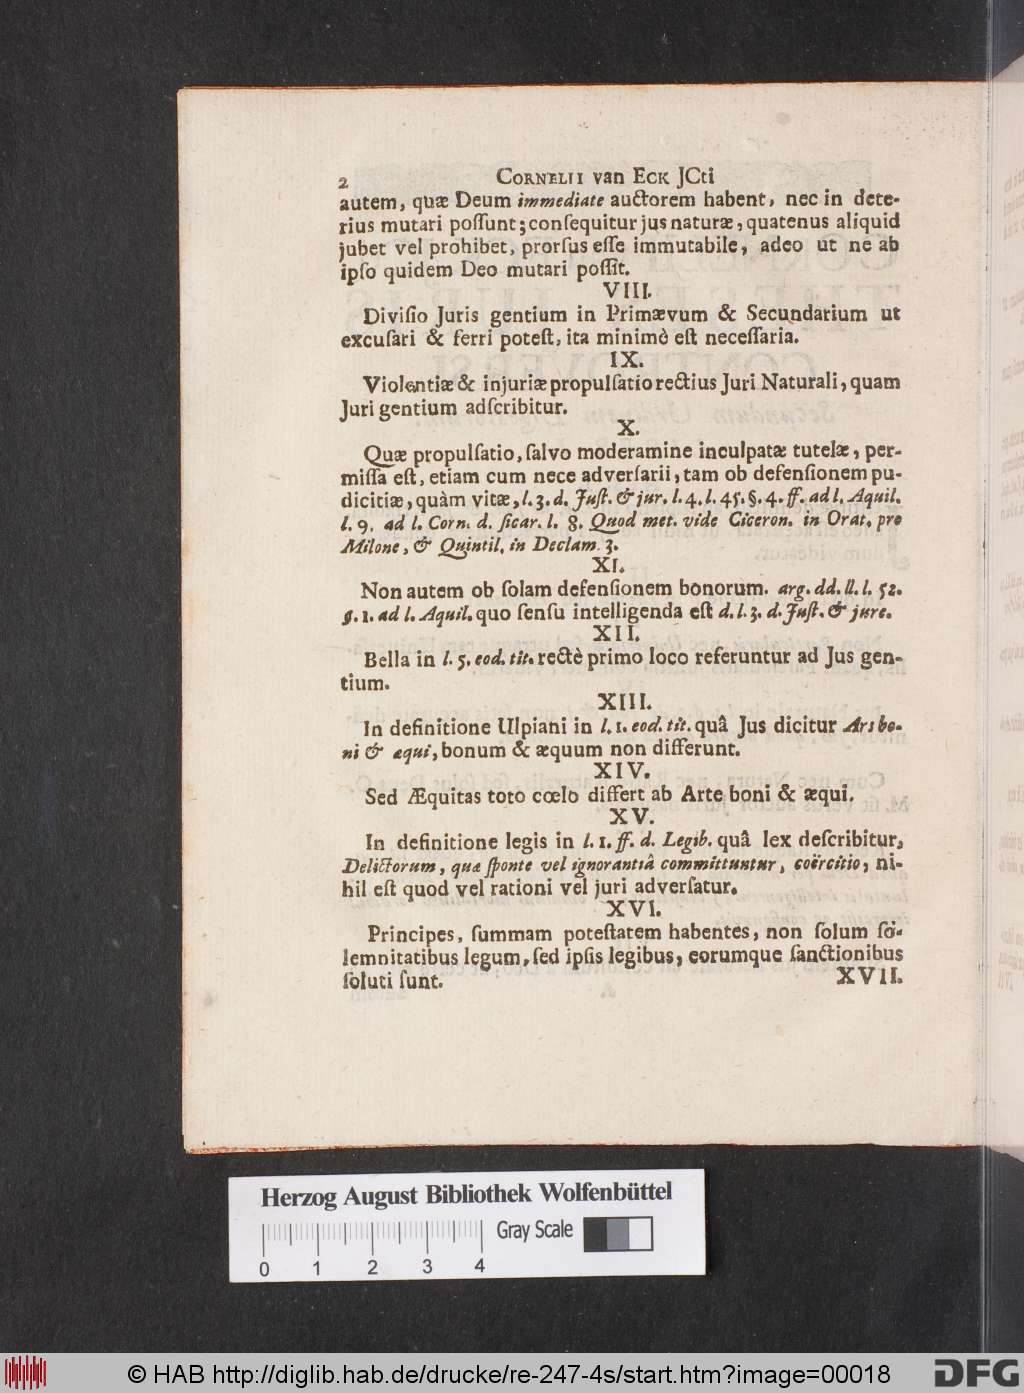 2 CORNELII van ECK JCti
autem, quæ Deum immediate auctorem habent, nec in dete-
rius mutari poſſunt; conſequitur jus naturæ, quatenus aliquid
jubet vel prohibet, prorſus eſſe immutabile, adeo ut ne ab
ipſo quidem Deo mutari poſſit.
VIII.
Diviſio Juris gentium in Primævum & Secundarium ut
excuſari & ferri poteſt, ita minimè eſt neceſſaria.
IX.
Violentiæ & injuriæ propulſatio rectius Juri Naturali, quam
Juri gentium adſcribitur.
X.
Quæ propulſatio, ſalvo moderamine inculpatæ tutelæ, per-
miſſa eſt, etiam cum nece adverſarii, tam ob defenſionem pu-
dicitiæ, quàm vitæ, l. 3. d. Juſt. & jur. l. 4. l. 45. §. 4. ff. ad l. Aquil.
l. 9. ad l. Corn. d. ſicar. l. 8. Quod met. vide Ciceron. in Orat. pro
Milone, & Quintil. in Declam. 3.
XI.
Non autem ob ſolam defenſionem bonorum. arg. dd. ll. l. 52.
§. 1. ad l. Aquil. quo ſenſu intelligenda eſt d. l. 3. d. Juſt. & jure.
XII.
Bella in l. 5. eod. tit. rectè primo loco referuntur ad Jus gen-
tium.
XIII.
In definitione Ulpiani in l. 1. eod. tit. quâ Jus dicitur Ars bo-
ni & æqui, bonum & æquum non differunt.
XIV.
Sed Æquitas toto cœlo differt ab Arte boni & æqui.
XV.
In definitione legis in l. 1. ff. d. Legib. quâ lex deſcribitur,
Delictorum, quæ ſponte vel ignorantiâ committuntur, coërcitio, ni-
hil eſt quod vel rationi vel juri adverſatur.
XVI.
Principes, ſummam poteſtatem habentes, non ſolum ſo-
lemnitatibus legum, ſed ipſis legibus, eorumque ſanctionibus
ſoluti ſunt. XVII.
Herzog August Bibliothek Wolfenbüttel
Gray Scale
0 1 2 3 4
© HAB http://diglib.hab.de/drucke/re-247-4s/start.htm?image=00018
DFG